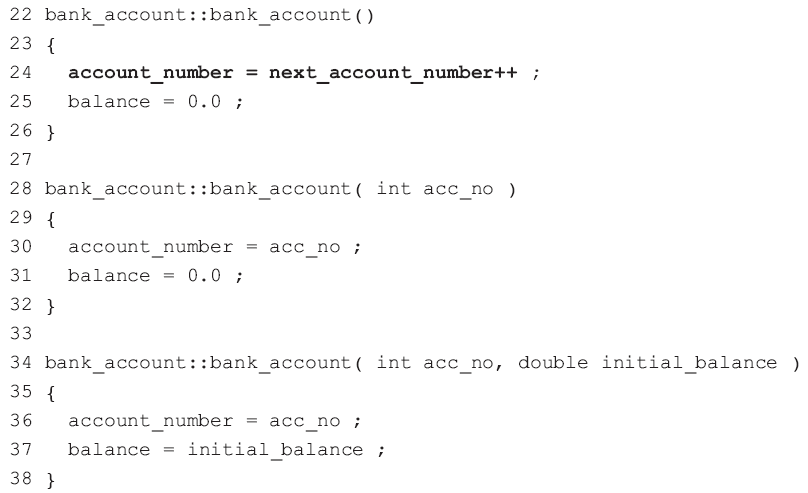 22 bank_account::bank_account()
23 {
24   account_number = next_account_number++ ;
25   balance = 0.0 ;
26 }
27
28 bank_account::bank_account( int acc_no )
29 {
30   account_number = acc_no ;
31   balance = 0.0 ;
32 }
33
34 bank_account::bank_account( int acc_no, double initial_balance )
35 {
36   account_number = acc_no ;
37   balance = initial_balance ;
38 }